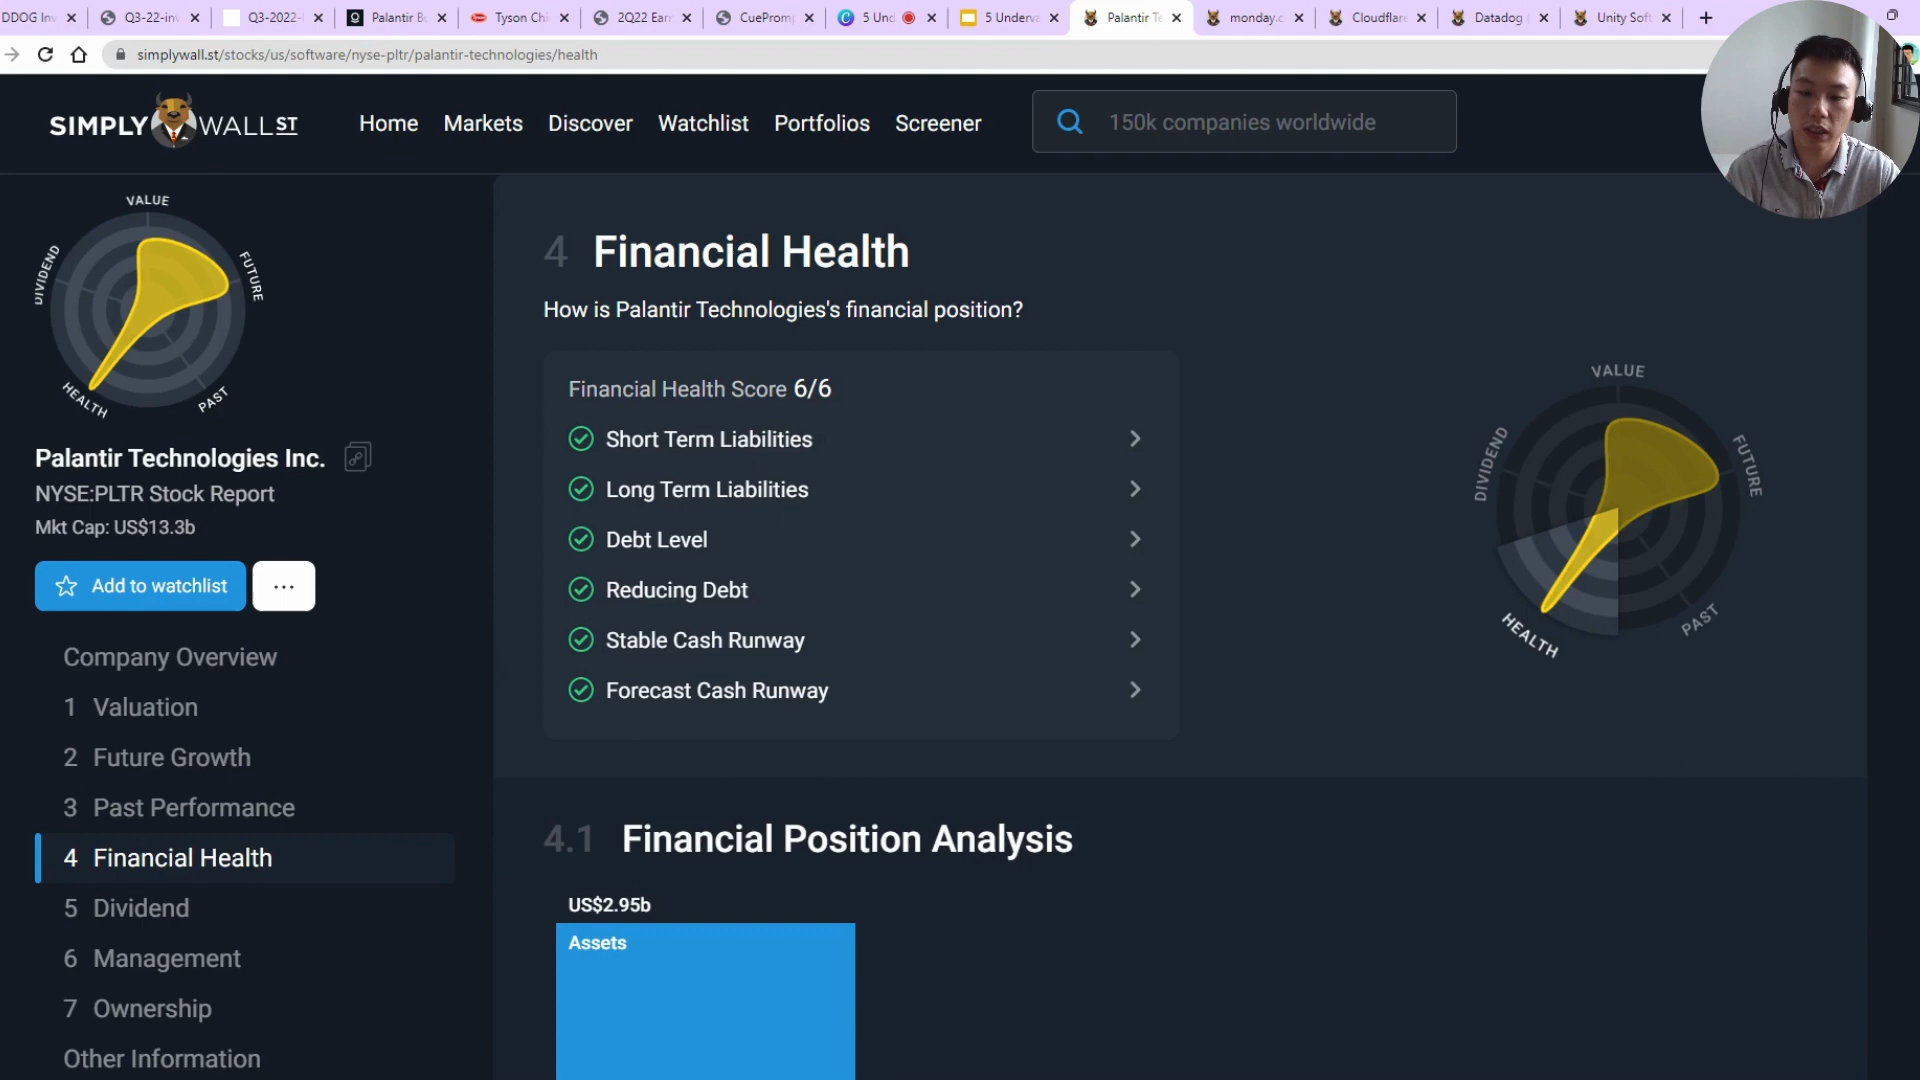 DDOG Inv
Q3-22-inv
Q3-2022-
Palantir B
Tyson Chi
2Q22 Earn
CueProm
5 Und
5 Underva
Palantir Te
monday.c
Cloudflare
Datadog
Unity Soft
simplywall.st/stocks/us/software/nyse-pltr/palantir-technologies/health
SIMPLY WALL ST
Home
Markets
Discover
Watchlist
Portfolios
Screener
150k companies worldwide
VALUE
FUTURE
PAST
HEALTH
DIVIDEND
Palantir Technologies Inc.
NYSE:PLTR Stock Report
Mkt Cap: US$13.3b
Add to watchlist
...
Company Overview
1 Valuation
2 Future Growth
3 Past Performance
4 Financial Health
5 Dividend
6 Management
7 Ownership
Other Information
4 Financial Health
How is Palantir Technologies's financial position?
Financial Health Score 6/6
Short Term Liabilities
Long Term Liabilities
Debt Level
Reducing Debt
Stable Cash Runway
Forecast Cash Runway
VALUE
FUTURE
PAST
HEALTH
DIVIDEND
4.1 Financial Position Analysis
US$2.95b
Assets